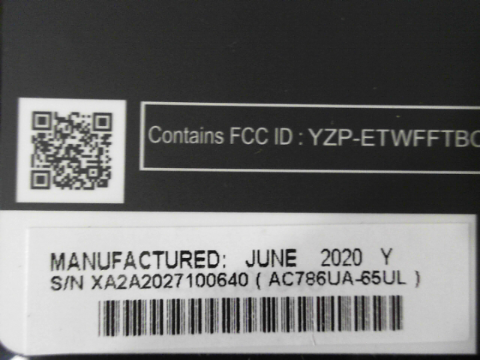 Contains FCC ID : YZP-ETWFFTBC
MANUFACTURED: JUNE 2020 Y
S/N XA2A2027100640 ( AC786UA-65UL )